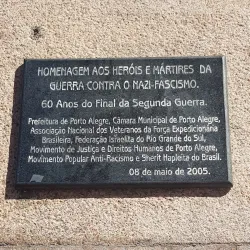 HOMENAGEM AOS HERÓIS E MÁRTIRES DA
GUERRA CONTRA O NAZI-FASCISMO.
60 Anos do Final da Segunda Guerra.
Prefeitura de Porto Alegre, Câmara Municipal de Porto Alegre,
Associação Nacional dos Veteranos da Força Expedicionária
Brasileira, Federação Israelita do Rio Grande do Sul,
Movimento de Justiça e Direitos Humanos de Porto Alegre,
Movimento Popular Anti-Racismo e Sherit Hapleita do Brasil.
08 de maio de 2005.